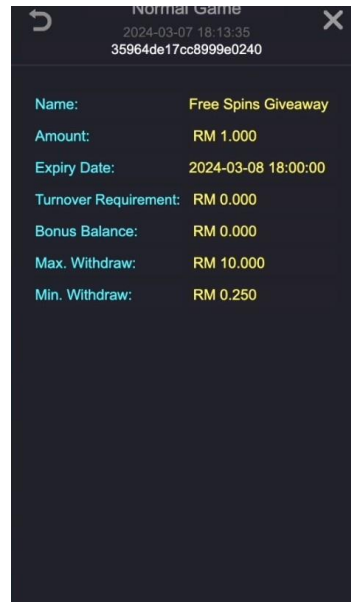 Normal Game
2024-03-07 18:13:35
35964de17cc8999e0240
Name: Free Spins Giveaway
Amount: RM 1.000
Expiry Date: 2024-03-08 18:00:00
Turnover Requirement: RM 0.000
Bonus Balance: RM 0.000
Max. Withdraw: RM 10.000
Min. Withdraw: RM 0.250